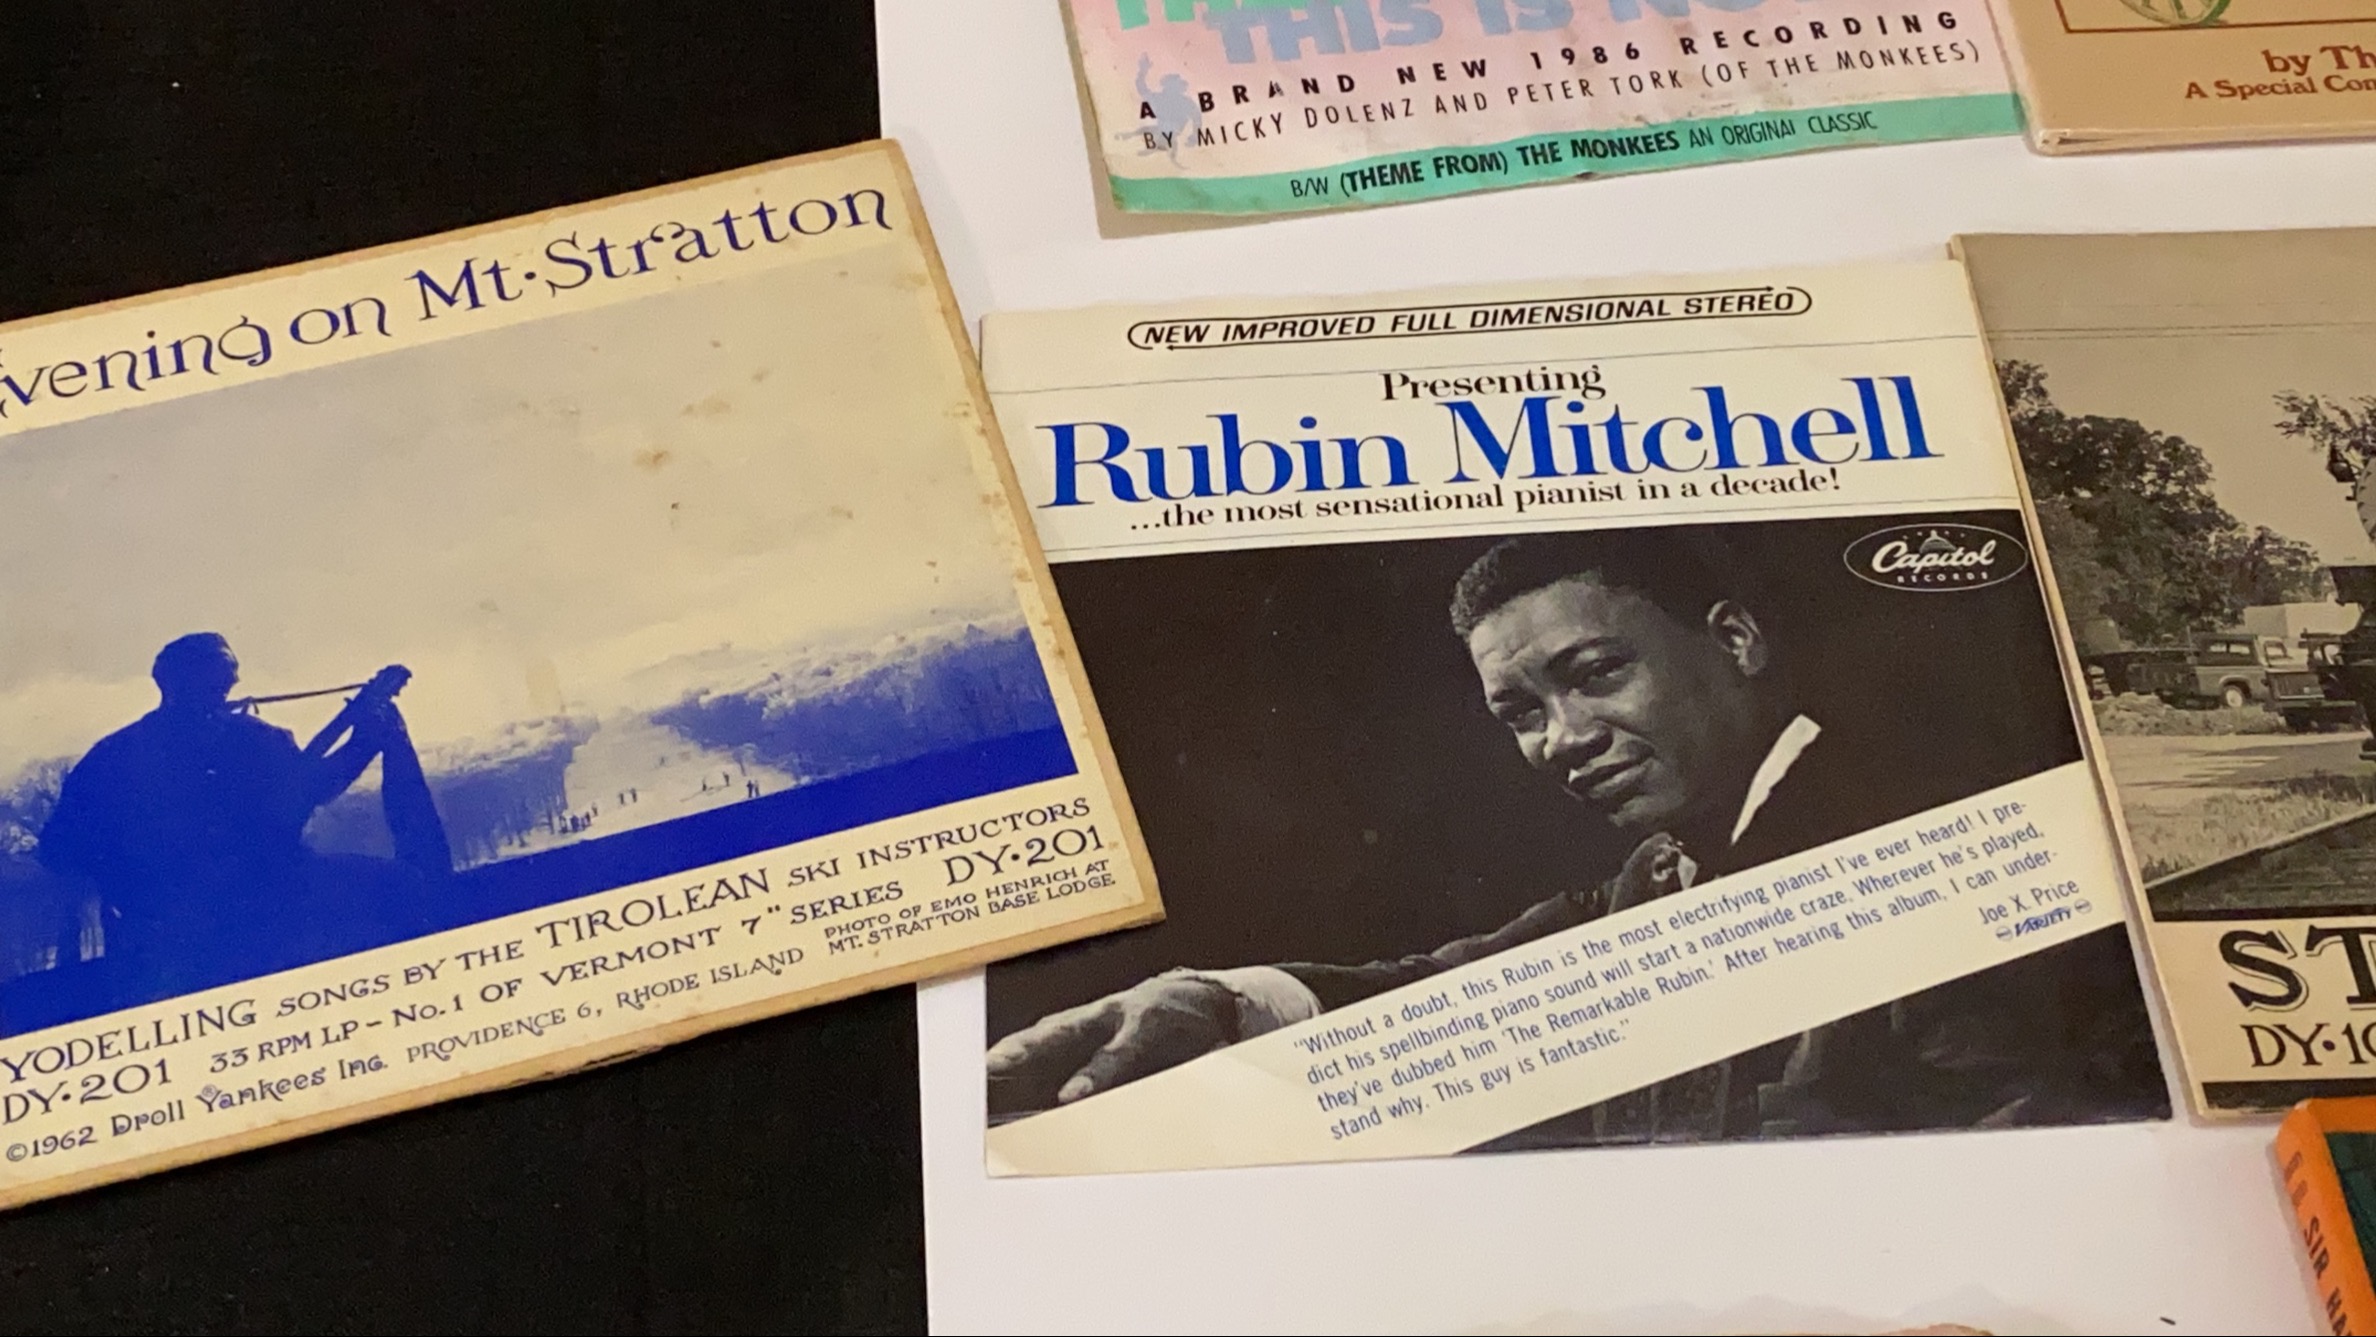 THIS IS
A BRAND NEW 1986 RECORDING
BY MICKY DOLENZ AND PETER TORK (OF THE MONKEES)
B/W (THEME FROM) THE MONKEES AN ORIGINAL CLASSIC
by Th
A Special Com
Evening on Mt·Stratton
YODELLING SONGS BY THE TIROLEAN SKI INSTRUCTORS
DY·201 33 RPM LP – No. 1 OF VERMONT 7" SERIES DY·201
©1962 Droll Yankees® Inc. PROVIDENCE 6, RHODE ISLAND
PHOTO OF EMO HENRICH AT
MT. STRATTON BASE LODGE
NEW IMPROVED FULL DIMENSIONAL STEREO
Presenting
Rubin Mitchell
...the most sensational pianist in a decade!
Capitol
RECORDS
"Without a doubt, this Rubin is the most electrifying pianist I've ever heard! I pre-
dict his spellbinding piano sound will start a nationwide craze. Wherever he's played,
they've dubbed him 'The Remarkable Rubin.' After hearing this album, I can under-
stand why. This guy is fantastic."
Joe X. Price
VARIETY
ST
DY·10
SIR HA